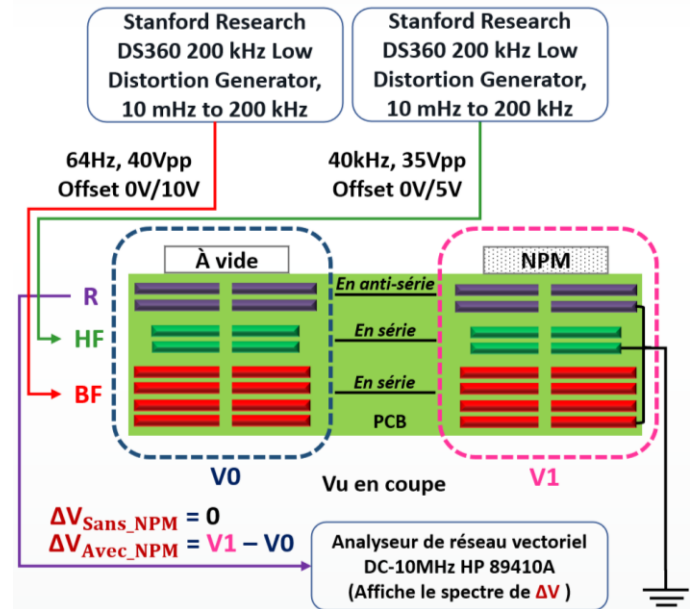 Stanford Research
DS360 200 kHz Low
Distortion Generator,
10 mHz to 200 kHz
Stanford Research
DS360 200 kHz Low
Distortion Generator,
10 mHz to 200 kHz
64Hz, 40Vpp
Offset 0V/10V
40kHz, 35Vpp
Offset 0V/5V
À vide
NPM
R
En anti-série
HF
En série
BF
En série
PCB
V0
Vu en coupe
V1
ΔVSans_NPM = 0
ΔVAvec_NPM = V1 – V0
Analyseur de réseau vectoriel
DC-10MHz HP 89410A
(Affiche le spectre de ΔV )